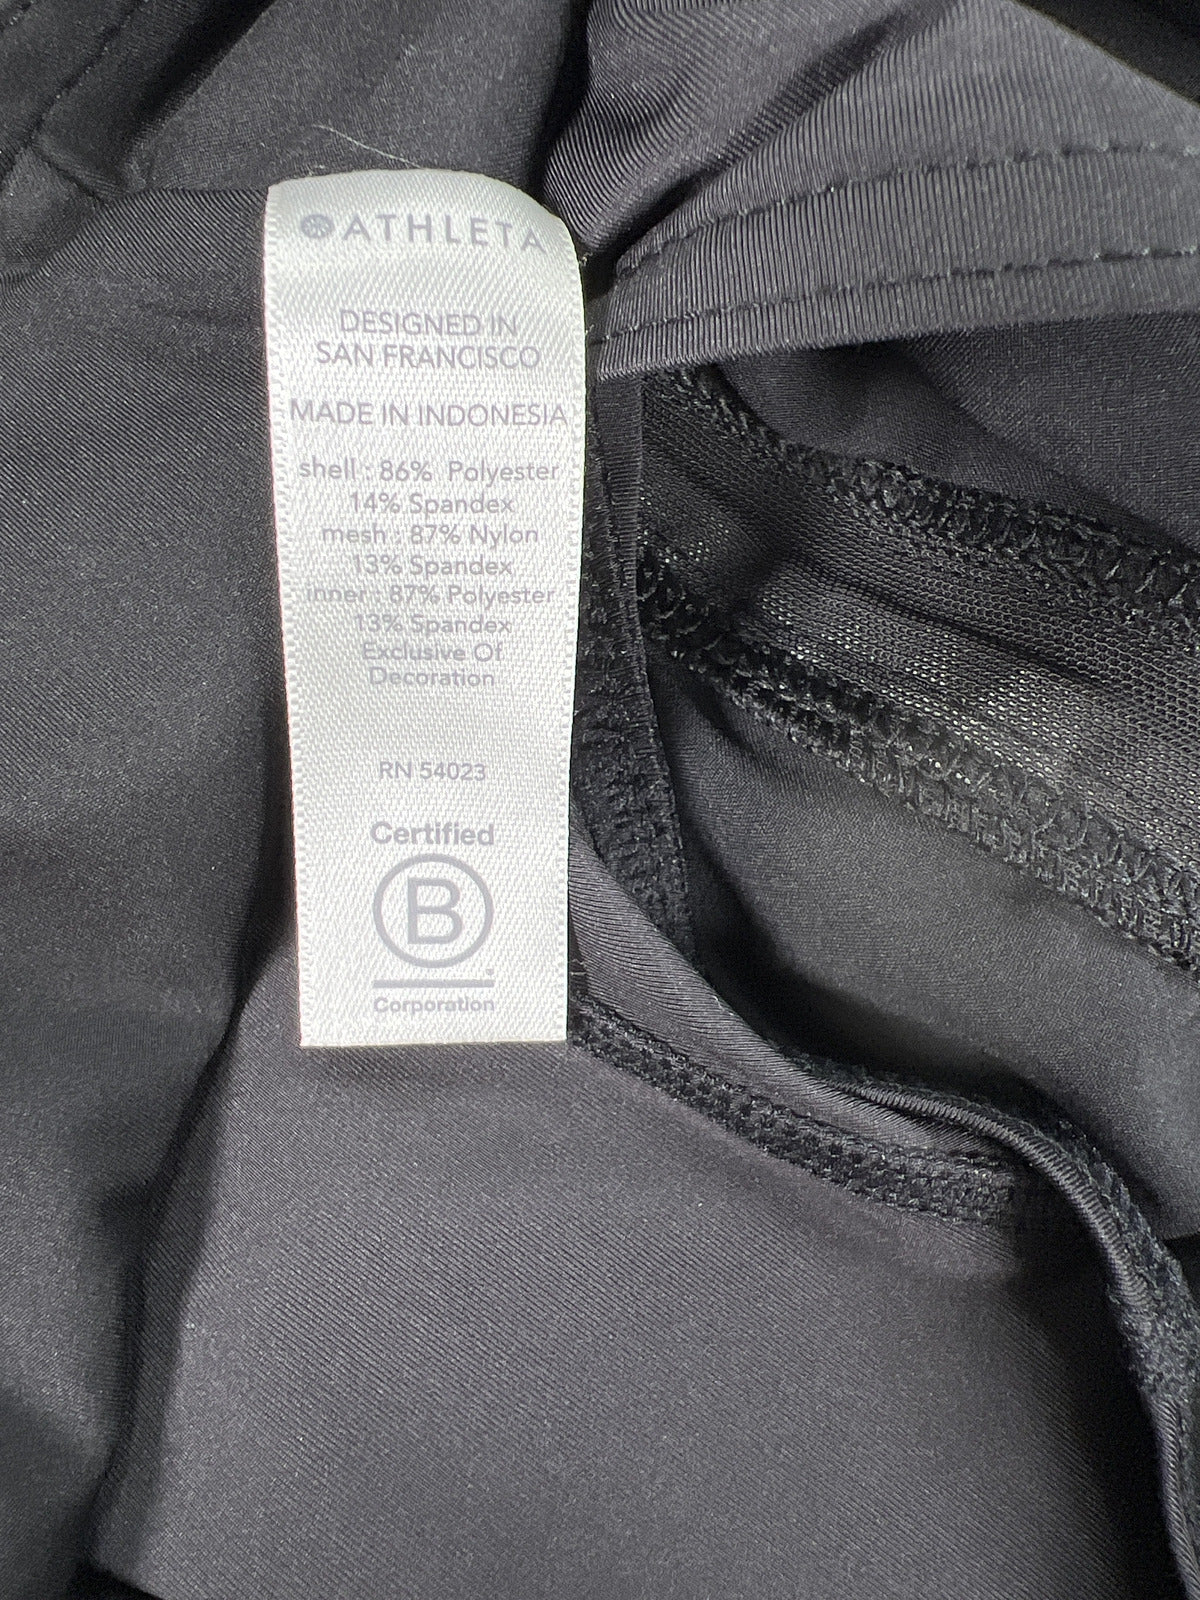 ATHLETA
DESIGNED IN
SAN FRANCISCO
MADE IN INDONESIA
shell : 86% Polyester
14% Spandex
mesh : 87% Nylon
13% Spandex
inner : 87% Polyester
13% Spandex
Exclusive Of
Decoration
RN 54023
Certified
B
Corporation